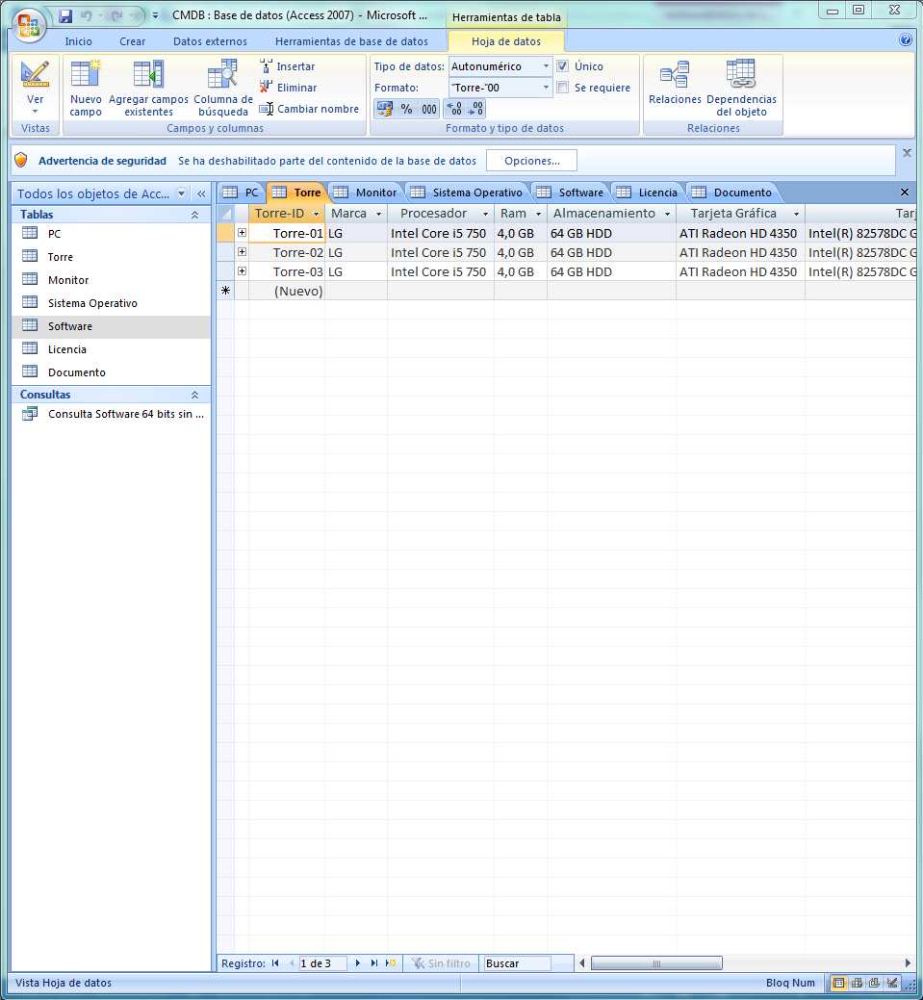 CMDB : Base de datos (Access 2007) - Microsoft ...
Herramientas de tabla
Inicio
Crear
Datos externos
Herramientas de base de datos
Hoja de datos
Ver
Vistas
Nuevo campo
Agregar campos existentes
Columna de búsqueda
Insertar
Eliminar
Cambiar nombre
Campos y columnas
Tipo de datos: Autonumérico
Único
Formato: "Torre-"00
Se requiere
% 000
Formato y tipo de datos
Relaciones
Dependencias del objeto
Relaciones
Advertencia de seguridad Se ha deshabilitado parte del contenido de la base de datos Opciones...
Todos los objetos de Acc...
Tablas
PC
Torre
Monitor
Sistema Operativo
Software
Licencia
Documento
Consultas
Consulta Software 64 bits sin ...
PC Torre Monitor Sistema Operativo Software Licencia Documento
Torre-ID Marca Procesador Ram Almacenamiento Tarjeta Gráfica Tarj
Torre-01 LG Intel Core i5 750 4,0 GB 64 GB HDD ATI Radeon HD 4350 Intel(R) 82578DC G
Torre-02 LG Intel Core i5 750 4,0 GB 64 GB HDD ATI Radeon HD 4350 Intel(R) 82578DC G
Torre-03 LG Intel Core i5 750 4,0 GB 64 GB HDD ATI Radeon HD 4350 Intel(R) 82578DC G
(Nuevo)
Registro: 1 de 3 Sin filtro Buscar
Vista Hoja de datos
Bloq Num